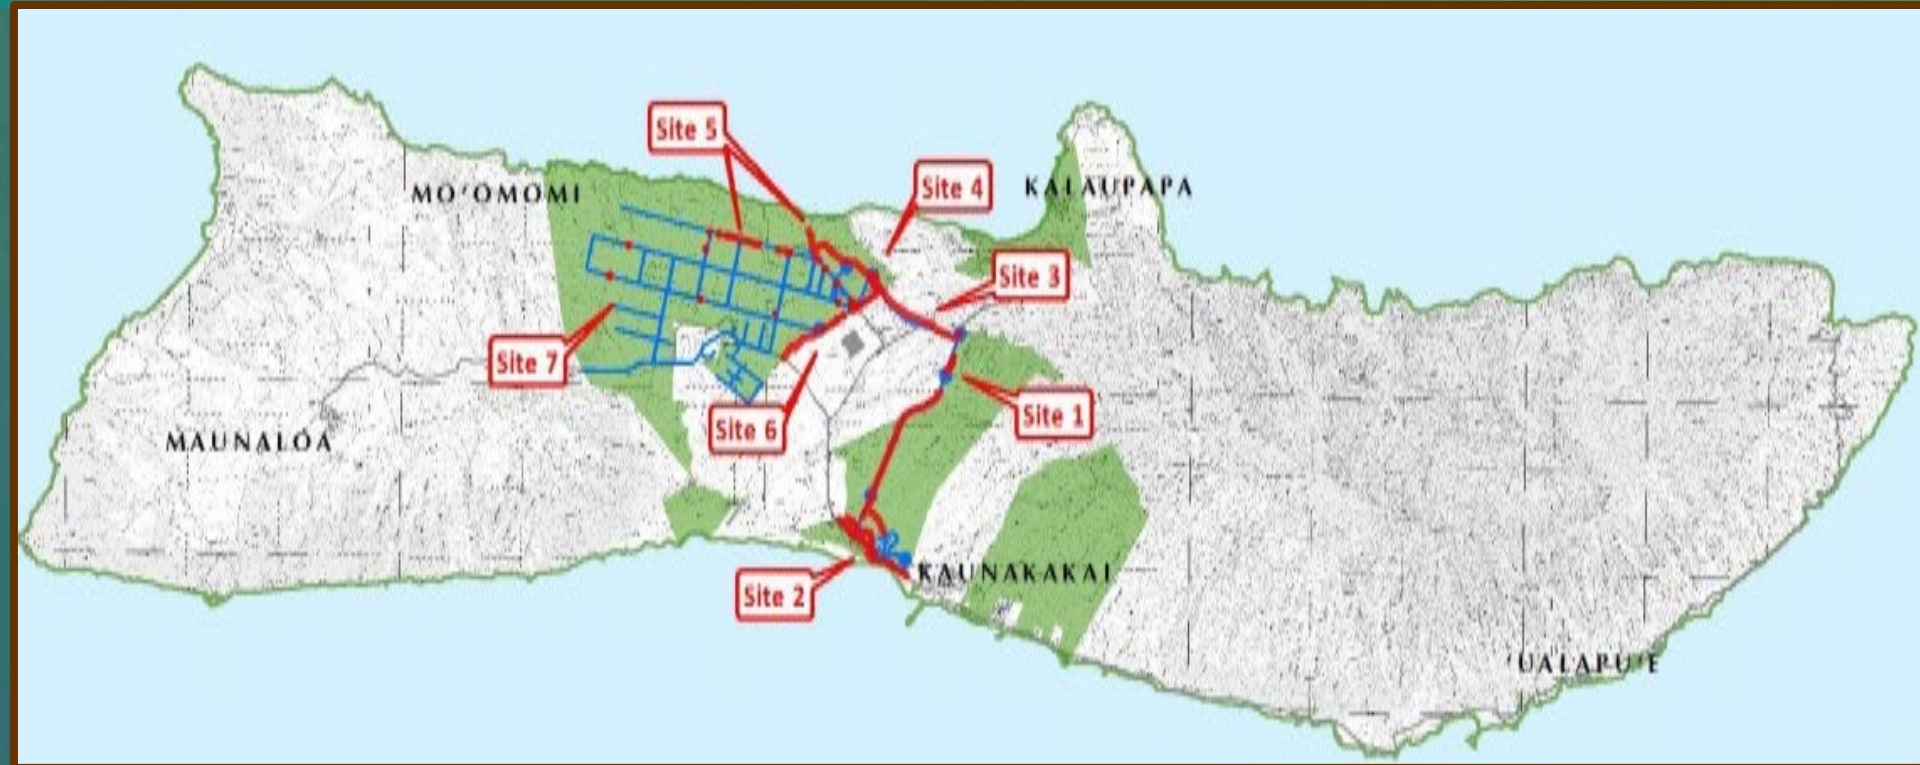 Site 5
Site 4
KALAUPAPA
MO'OMOMI
Site 3
Site 7
Site 1
Site 6
MAUNALOA
KAUNAKAKAI
Site 2
'UALAPU'E